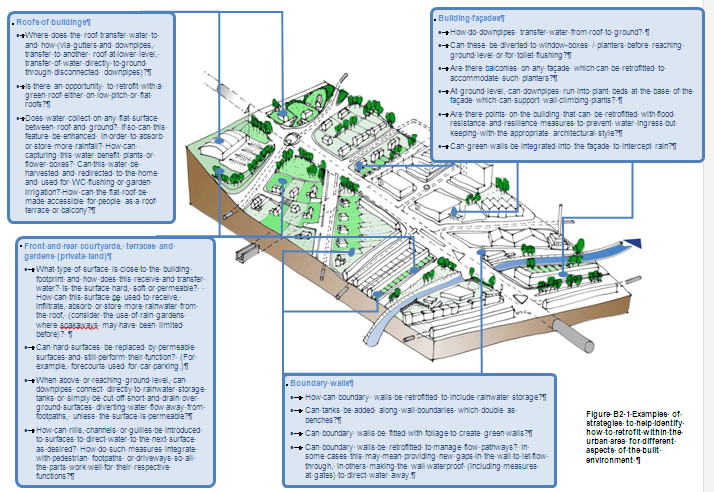 Roofs of buildings¶
Where does the roof transfer water to
and how (via gutters and downpipes,
transfer to another roof at lower level,
transfer of water directly to ground
through disconnected downpipes)?¶
Is there an opportunity to retrofit with a
green roof either on low pitch or flat
roofs?¶
Does water collect on any flat surface
between roof and ground? If so can this
feature be enhanced in order to absorb
or store more rainfall? How can
capturing this water benefit plants or
flower boxes? Can this water be
harvested and redirected to the home
and used for WC flushing or garden
irrigation? How can the flat roof be
made accessible for people as a roof
terrace or balcony?¶
Building façades¶
How do downpipes transfer water from roof to ground? ¶
Can these be diverted to window boxes / planters before reaching
ground level or for toilet flushing?¶
Are there balconies on any façade which can be retrofitted to
accommodate such planters?¶
At ground level, can downpipes run into plant beds at the base of the
façade which can support wall-climbing plants? ¶
Are there points on the building that can be retrofitted with flood
resistance and resilience measures to prevent water ingress but
keeping with the appropriate architectural style?¶
Can green walls be integrated into the façade to intercept rain?¶
Front and rear courtyards, terraces and
gardens (private land)¶
What type of surface is close to the building
footprint and how does this receive and transfer
water? Is the surface hard, soft or permeable?
How can this surface be used to receive,
infiltrate, absorb or store more rainwater from
the roof, (consider the use of rain gardens
where soakaways may have been limited
before)? ¶
Can hard surfaces be replaced by permeable
surfaces and still perform their function? (For
example, forecourts used for car parking.)¶
When above or reaching ground level, can
downpipes connect directly to rainwater storage
tanks or simply be cut off short and drain over
ground surfaces diverting water flow away from
footpaths, unless the surface is permeable?¶
How can rills, channels or gullies be introduced
to surfaces to direct water to the next surface
as desired? How do such measures integrate
with pedestrian footpaths or driveways so all
the parts work well for their respective
functions?¶
Boundary walls¶
How can boundary walls be retrofitted to include rainwater storage?¶
Can tanks be added along wall boundaries which double as
benches?¶
Can boundary walls be fitted with foliage to create green walls?¶
Can boundary walls be retrofitted to manage flow pathways? In
some cases this may mean providing new gaps in the wall to let flow
through, in others making the wall waterproof (including measures
at gates) to direct water away.¶
Figure B2-1 Examples of
strategies to help identify
how to retrofit within the
urban area for different
aspects of the built
environment ¶